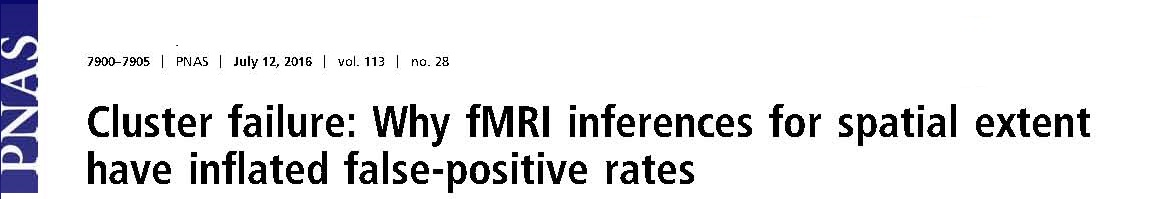 PNAS
7900–7905 | PNAS | July 12, 2016 | vol. 113 | no. 28
Cluster failure: Why fMRI inferences for spatial extent
have inflated false-positive rates